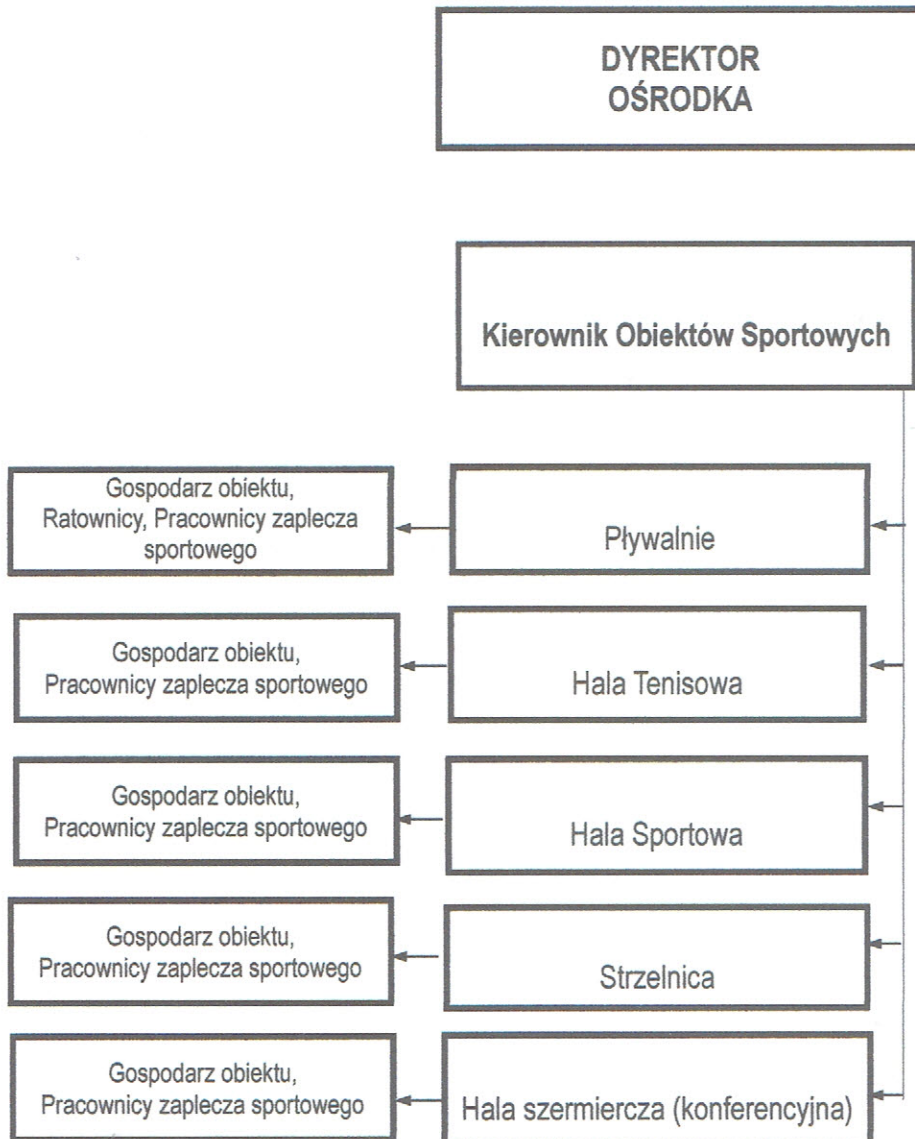 DYREKTOR
OŚRODKA
Kierownik Obiektów Sportowych
Gospodarz obiektu,
Ratownicy, Pracownicy zaplecza
sportowego
Pływalnie
Gospodarz obiektu,
Pracownicy zaplecza sportowego
Hala Tenisowa
Gospodarz obiektu,
Pracownicy zaplecza sportowego
Hala Sportowa
Gospodarz obiektu,
Pracownicy zaplecza sportowego
Strzelnica
Gospodarz obiektu,
Pracownicy zaplecza sportowego
Hala szermiercza (konferencyjna)